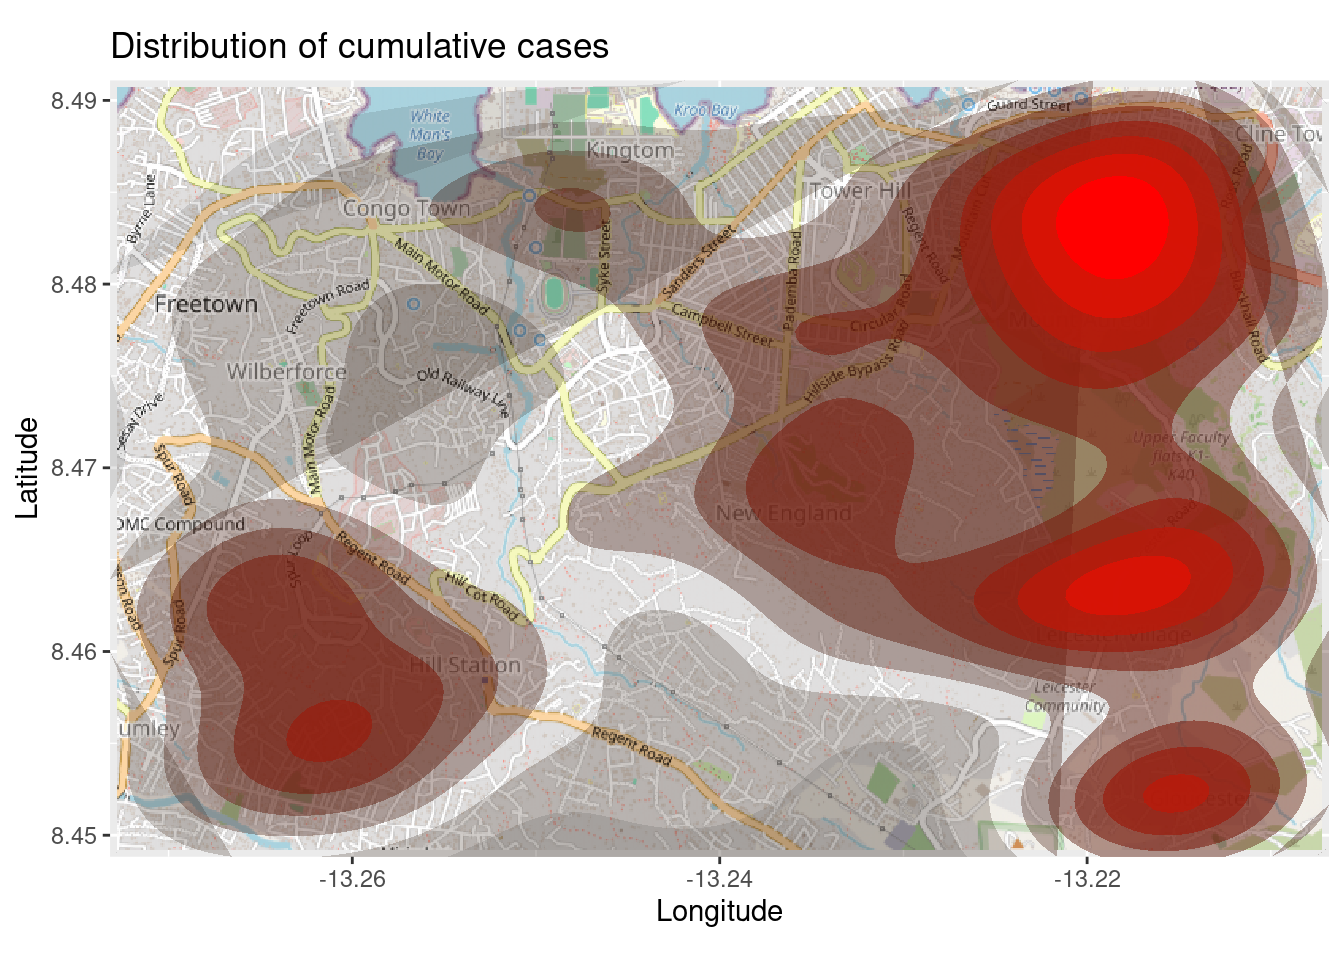 Distribution of cumulative cases
8.49
8.48
8.47
8.46
8.45
Latitude
-13.26
-13.24
-13.22
Longitude
White
Man's
Bay
Kroo Bay
Guard Street
Cline
Kingtom
Tower Hill
Congo Town
Byrne Lane
Ross Road
Regent Road
Main Motor Road
Syke Street
Sanders Street
Pademba Road
Freetown
Freetown Road
Campbell Street
Circular Road
Wilberforce
Old Railway Line
Hillside Bypass Road
Main Motor Road
Spur Road
Upper Faculty
flats K1-
K40
Road
New England
OMC Compound
Loop
Regent Road
Hill Cot Road
Spur Road
Leicester Village
Hill Station
Leicester
Community
umley
Regent Road